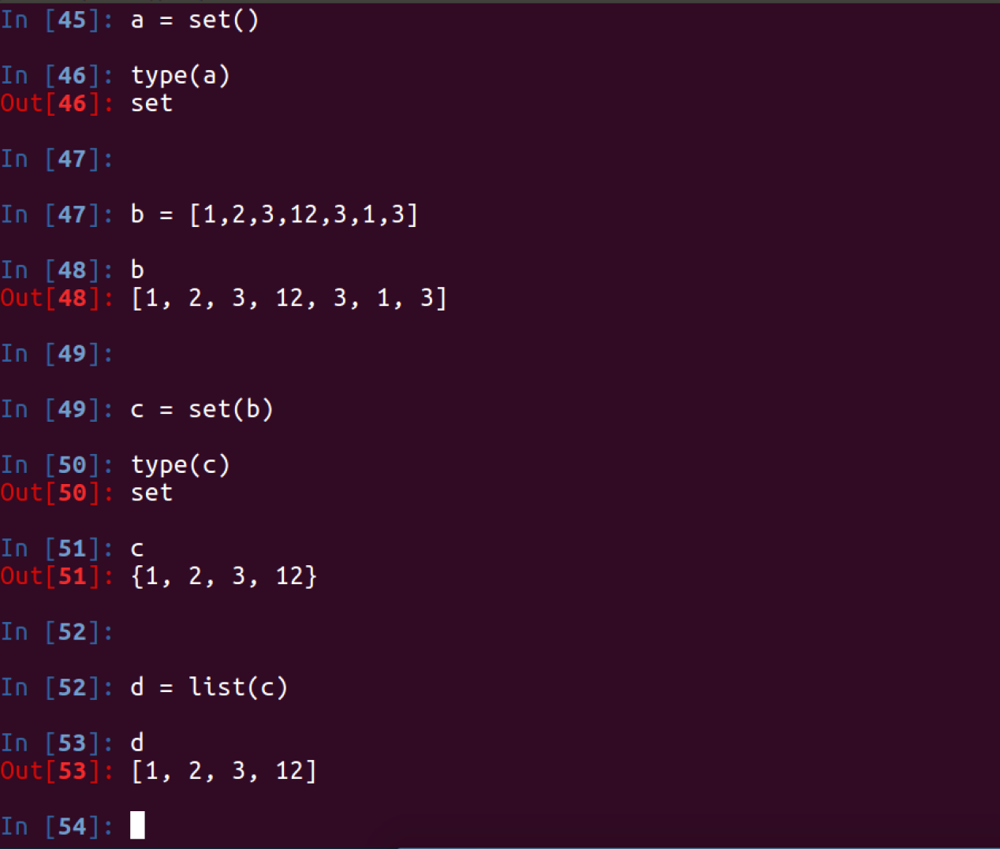 In [45]: a = set()
In [46]: type(a)
Out[46]: set
In [47]:
In [47]: b = [1,2,3,12,3,1,3]
In [48]: b
Out[48]: [1, 2, 3, 12, 3, 1, 3]
In [49]:
In [49]: c = set(b)
In [50]: type(c)
Out[50]: set
In [51]: c
Out[51]: {1, 2, 3, 12}
In [52]:
In [52]: d = list(c)
In [53]: d
Out[53]: [1, 2, 3, 12]
In [54]: